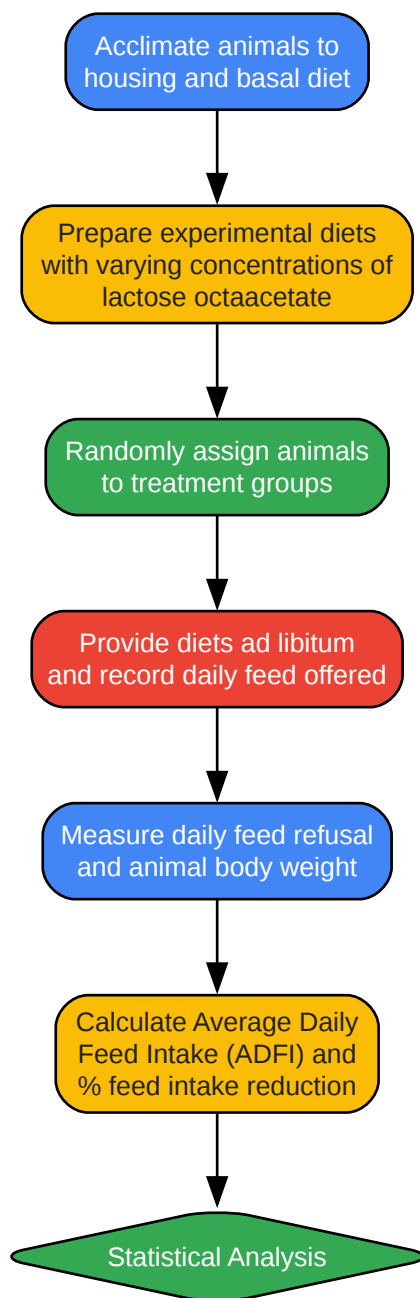 Acclimate animals to
housing and basal diet
Prepare experimental diets
with varying concentrations of
lactose octaacetate
Randomly assign animals
to treatment groups
Provide diets ad libitum
and record daily feed offered
Measure daily feed refusal
and animal body weight
Calculate Average Daily
Feed Intake (ADFI) and
% feed intake reduction
Statistical Analysis